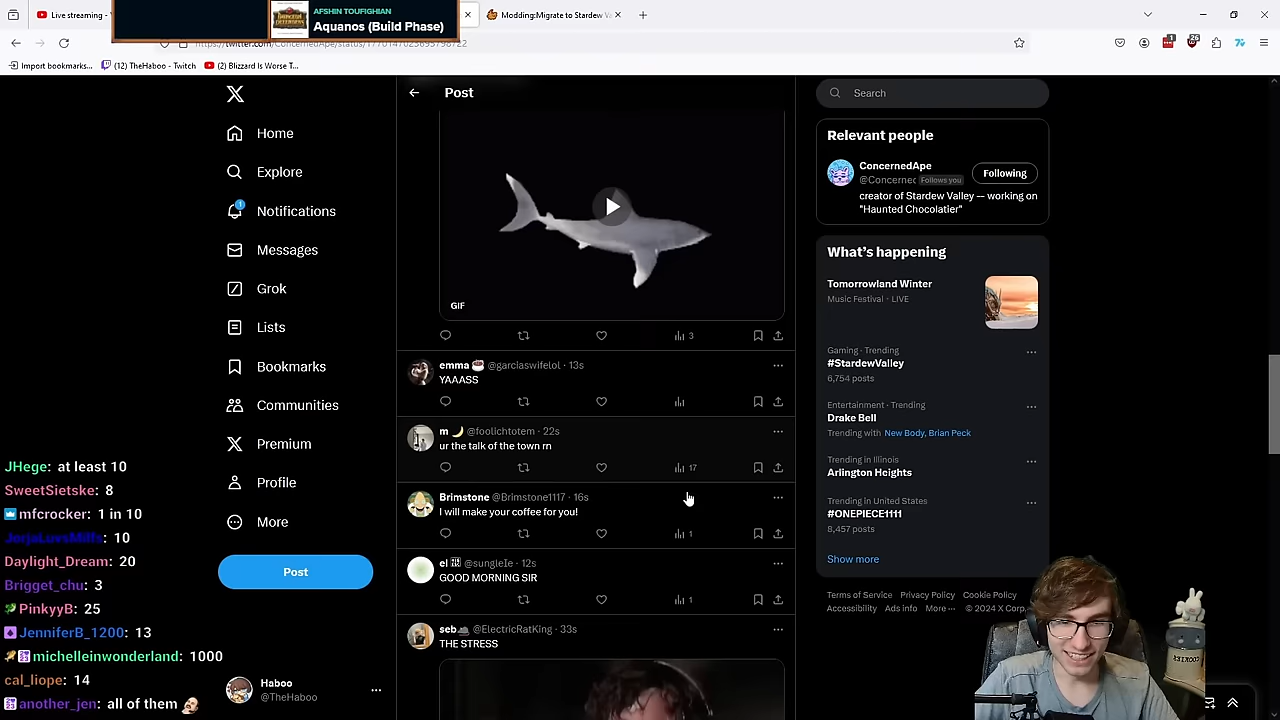 Live streaming -
AFSHIN TOUFIGHIAN
Aquanos (Build Phase)
Modding:Migrate to Stardew V
Import bookmarks...
(12) TheHaboo - Twitch
(2) Blizzard Is Worse T...
Home
Explore
Notifications
1
Messages
Grok
Lists
Bookmarks
Communities
Premium
Profile
More
Post
Haboo
@TheHaboo
JHege: at least 10
SweetSietske: 8
mfcrocker: 1 in 10
: 10
Daylight_Dream: 20
Brigget_chu: 3
PinkyyB: 25
JenniferB_1200: 13
michelleinwonderland: 1000
cal_liope: 14
another_jen: all of them
Post
GIF
3
emma @garclaswifelol · 13s
YAAASS
m @foolichtotem · 22s
ur the talk of the town rn
17
Brimstone @Brimstone1117 · 16s
I will make your coffee for you!
1
el @sungleIe · 12s
GOOD MORNING SIR
1
seb @ElectricRatKing · 33s
THE STRESS
Search
Relevant people
ConcernedApe
@Concerned Follows you
Following
creator of Stardew Valley -- working on
"Haunted Chocolatier"
What's happening
Tomorrowland Winter
Music Festival · LIVE
Gaming · Trending
#StardewValley
6,754 posts
Entertainment · Trending
Drake Bell
Trending with New Body, Brian Peck
Trending in Illinois
Arlington Heights
Trending in United States
#ONEPIECE1111
8,457 posts
Show more
Terms of Service Privacy Policy Cookie Policy
Accessibility Ads info More ··· © 2024 X Corp.